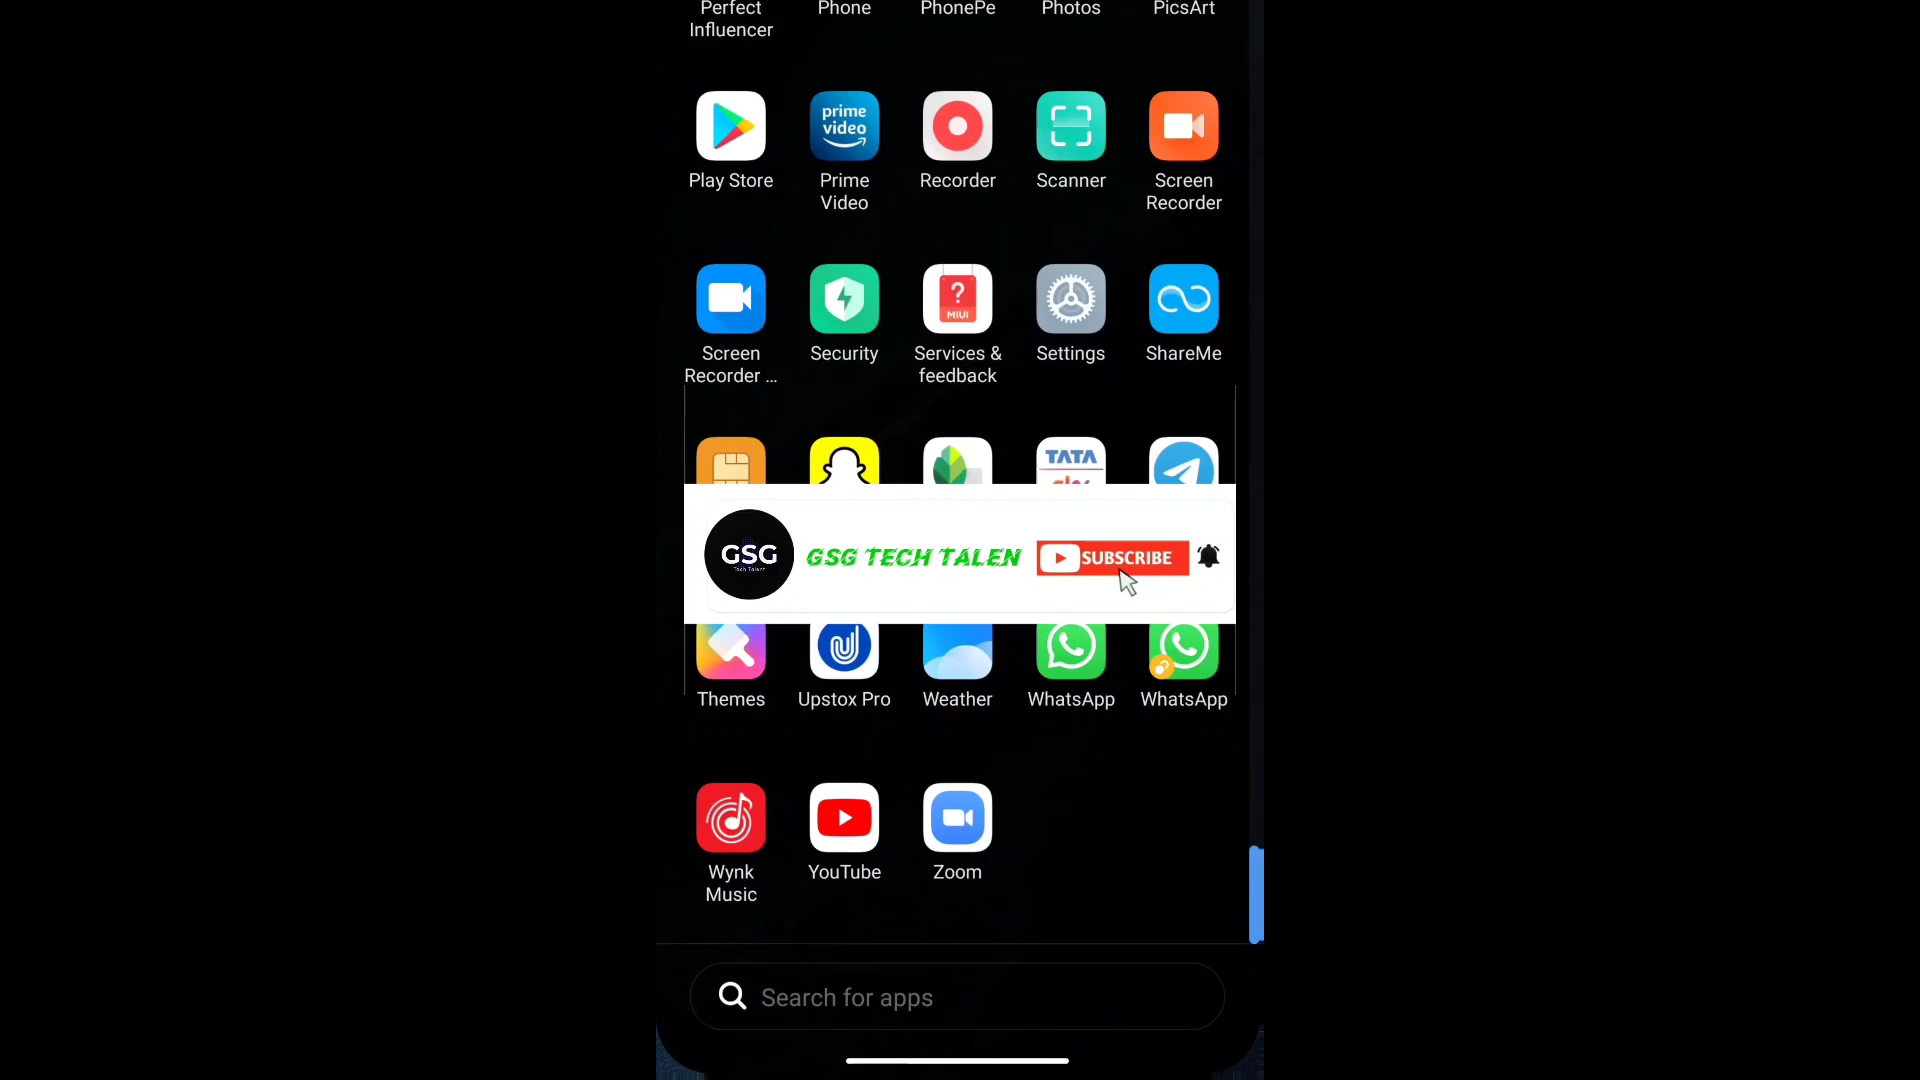 Perfect
Influencer
Phone
PhonePe
Photos
PicsArt
prime
video
Play Store
Prime
Video
Recorder
Scanner
Screen
Recorder
?
MIUI
Screen
Recorder ...
Security
Services &
feedback
Settings
ShareMe
TATA
GSG
Tech Talent
GSG TECH TALEN
SUBSCRIBE
Themes
Upstox Pro
Weather
WhatsApp
WhatsApp
Wynk
Music
YouTube
Zoom
Search for apps